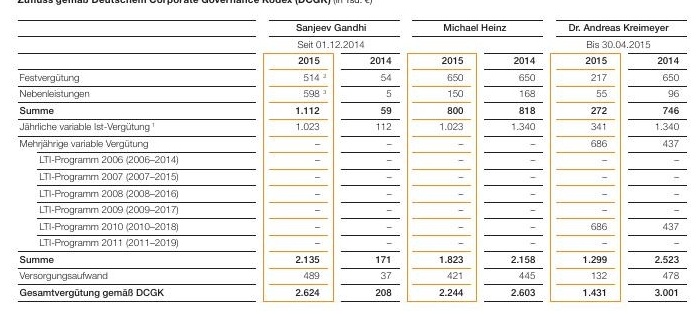 Zufluss gemäß Deutschem Corporate Governance Kodex (DCGK) (in Tsd. €)
Sanjeev Gandhi Michael Heinz Dr. Andreas Kreimeyer
Seit 01.12.2014 Bis 30.04.2015
2015 2014 2015 2014 2015 2014
Festvergütung 514 ² 54 650 650 217 650
Nebenleistungen 598 ³ 5 150 168 55 96
Summe 1.112 59 800 818 272 746
Jährliche variable Ist-Vergütung ¹ 1.023 112 1.023 1.340 341 1.340
Mehrjährige variable Vergütung – – – – 686 437
LTI-Programm 2006 (2006–2014) – – – – – –
LTI-Programm 2007 (2007–2015) – – – – – –
LTI-Programm 2008 (2008–2016) – – – – – –
LTI-Programm 2009 (2009–2017) – – – – – –
LTI-Programm 2010 (2010–2018) – – – – 686 437
LTI-Programm 2011 (2011–2019) – – – – – –
Summe 2.135 171 1.823 2.158 1.299 2.523
Versorgungsaufwand 489 37 421 445 132 478
Gesamtvergütung gemäß DCGK 2.624 208 2.244 2.603 1.431 3.001